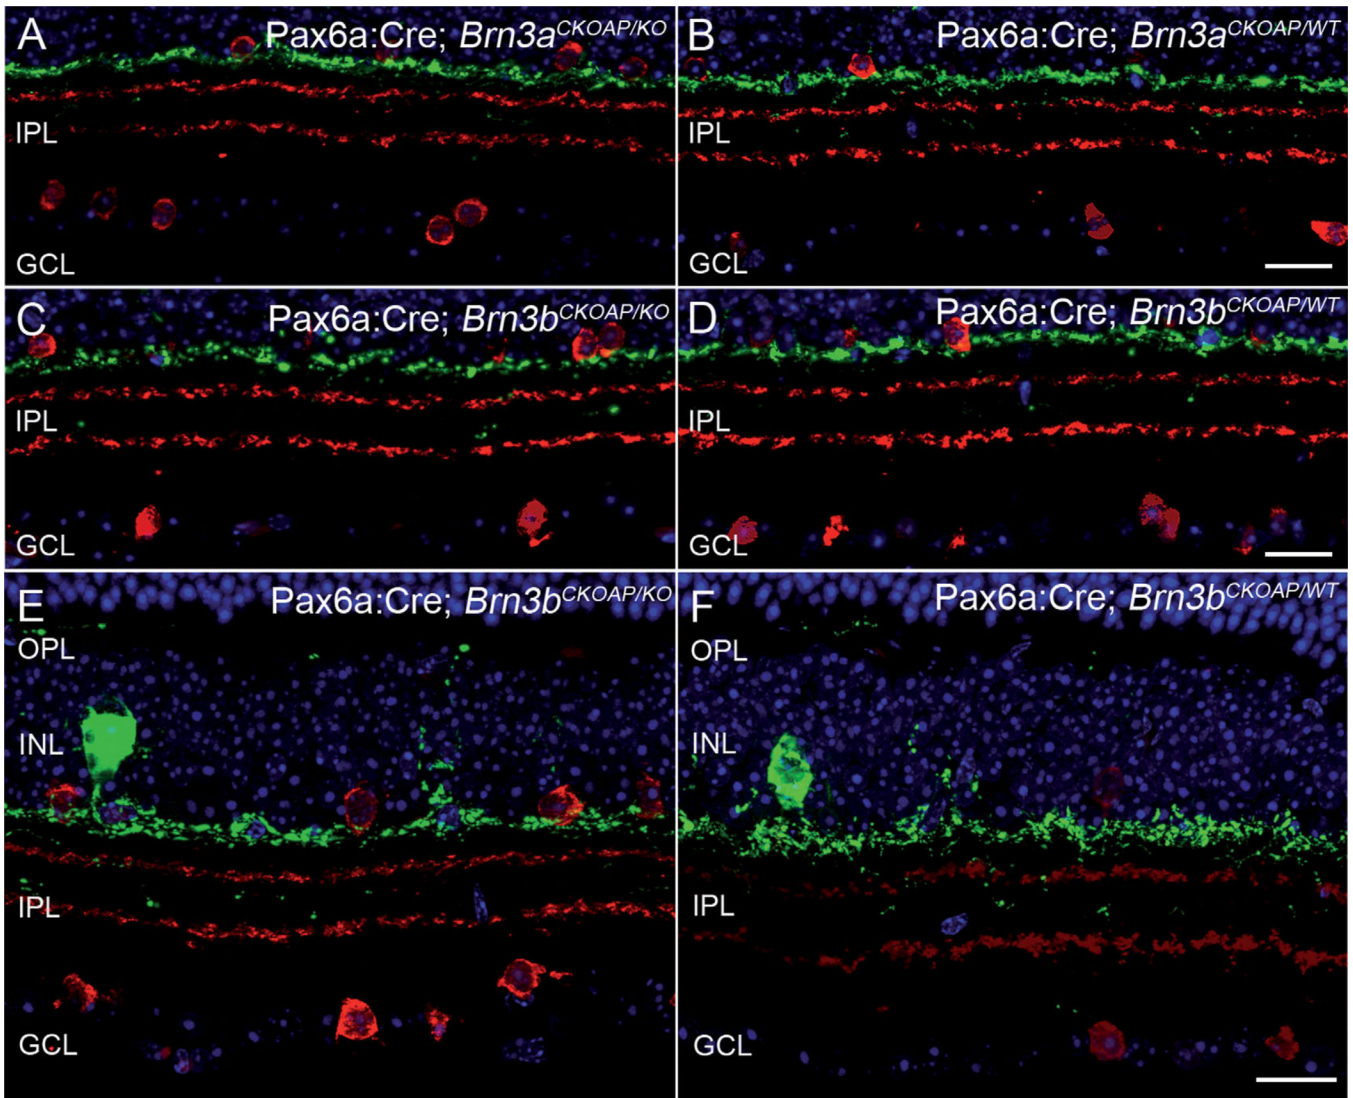 A Pax6a:Cre; Brn3aCKOAP/KO
IPL
GCL
B Pax6a:Cre; Brn3aCKOAP/WT
IPL
GCL
C Pax6a:Cre; Brn3bCKOAP/KO
IPL
GCL
D Pax6a:Cre; Brn3bCKOAP/WT
IPL
GCL
E Pax6a:Cre; Brn3bCKOAP/KO
OPL
INL
IPL
GCL
F Pax6a:Cre; Brn3bCKOAP/WT
OPL
INL
IPL
GCL